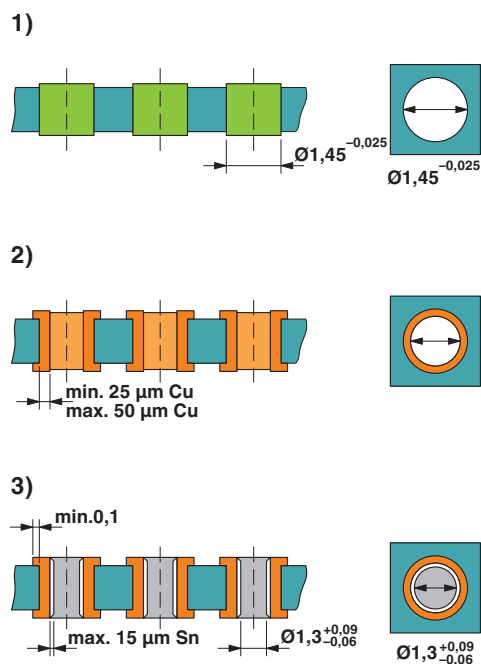 1)
Ø1,45 –0,025
Ø1,45 –0,025
2)
min. 25 µm Cu
max. 50 µm Cu
3)
min.0,1
max. 15 µm Sn
Ø1,3 +0,09 –0,06
Ø1,3 +0,09 –0,06